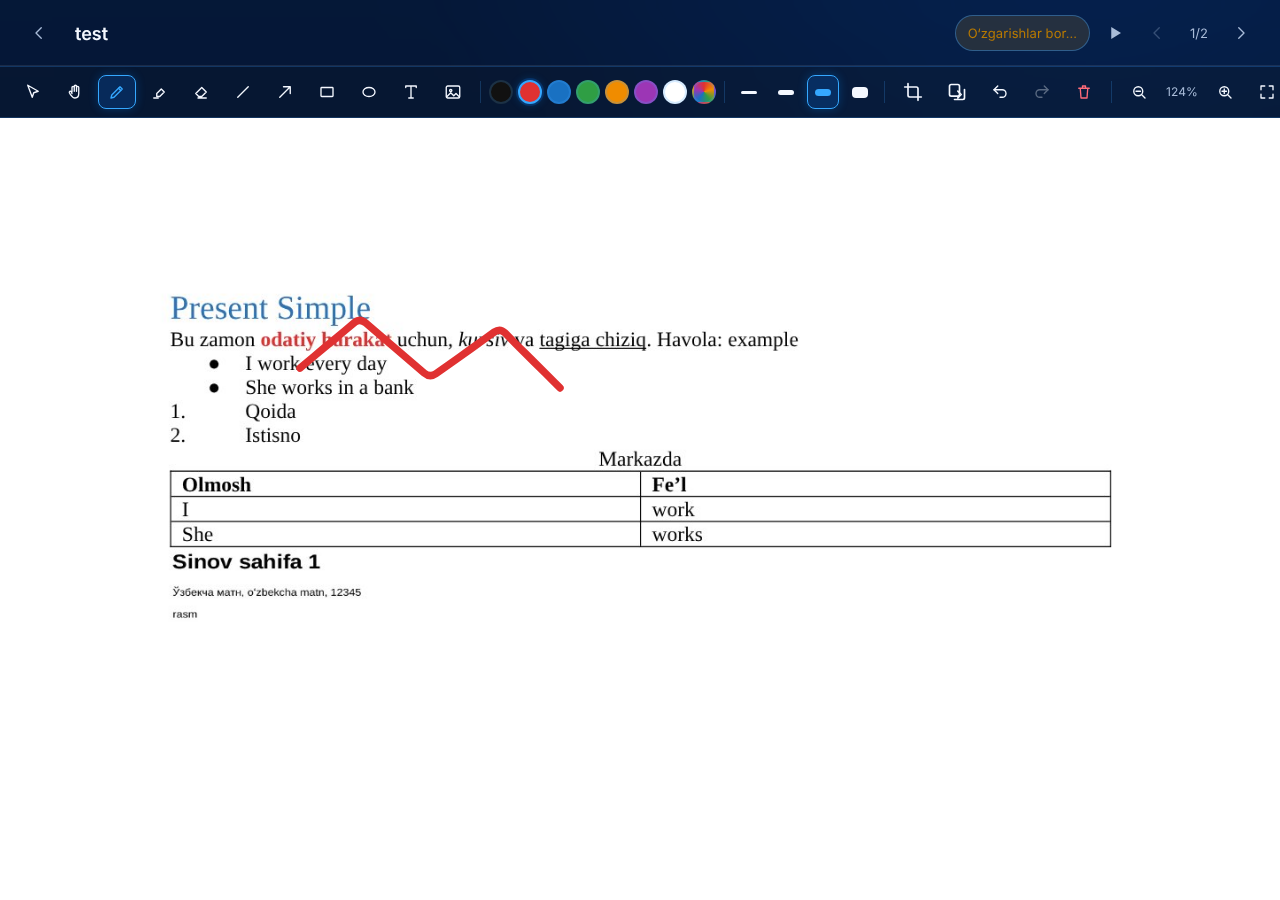 test
O'zgarishlar bor...
1/2
124%
Present Simple
Bu zamon odatiy harakat uchun, kursiv va tagiga chiziq. Havola: example
● I work every day
● She works in a bank
1. Qoida
2. Istisno
Markazda
Olmosh Fe’l
I work
She works
Sinov sahifa 1
Ўзбекча матн, o'zbekcha matn, 12345
rasm